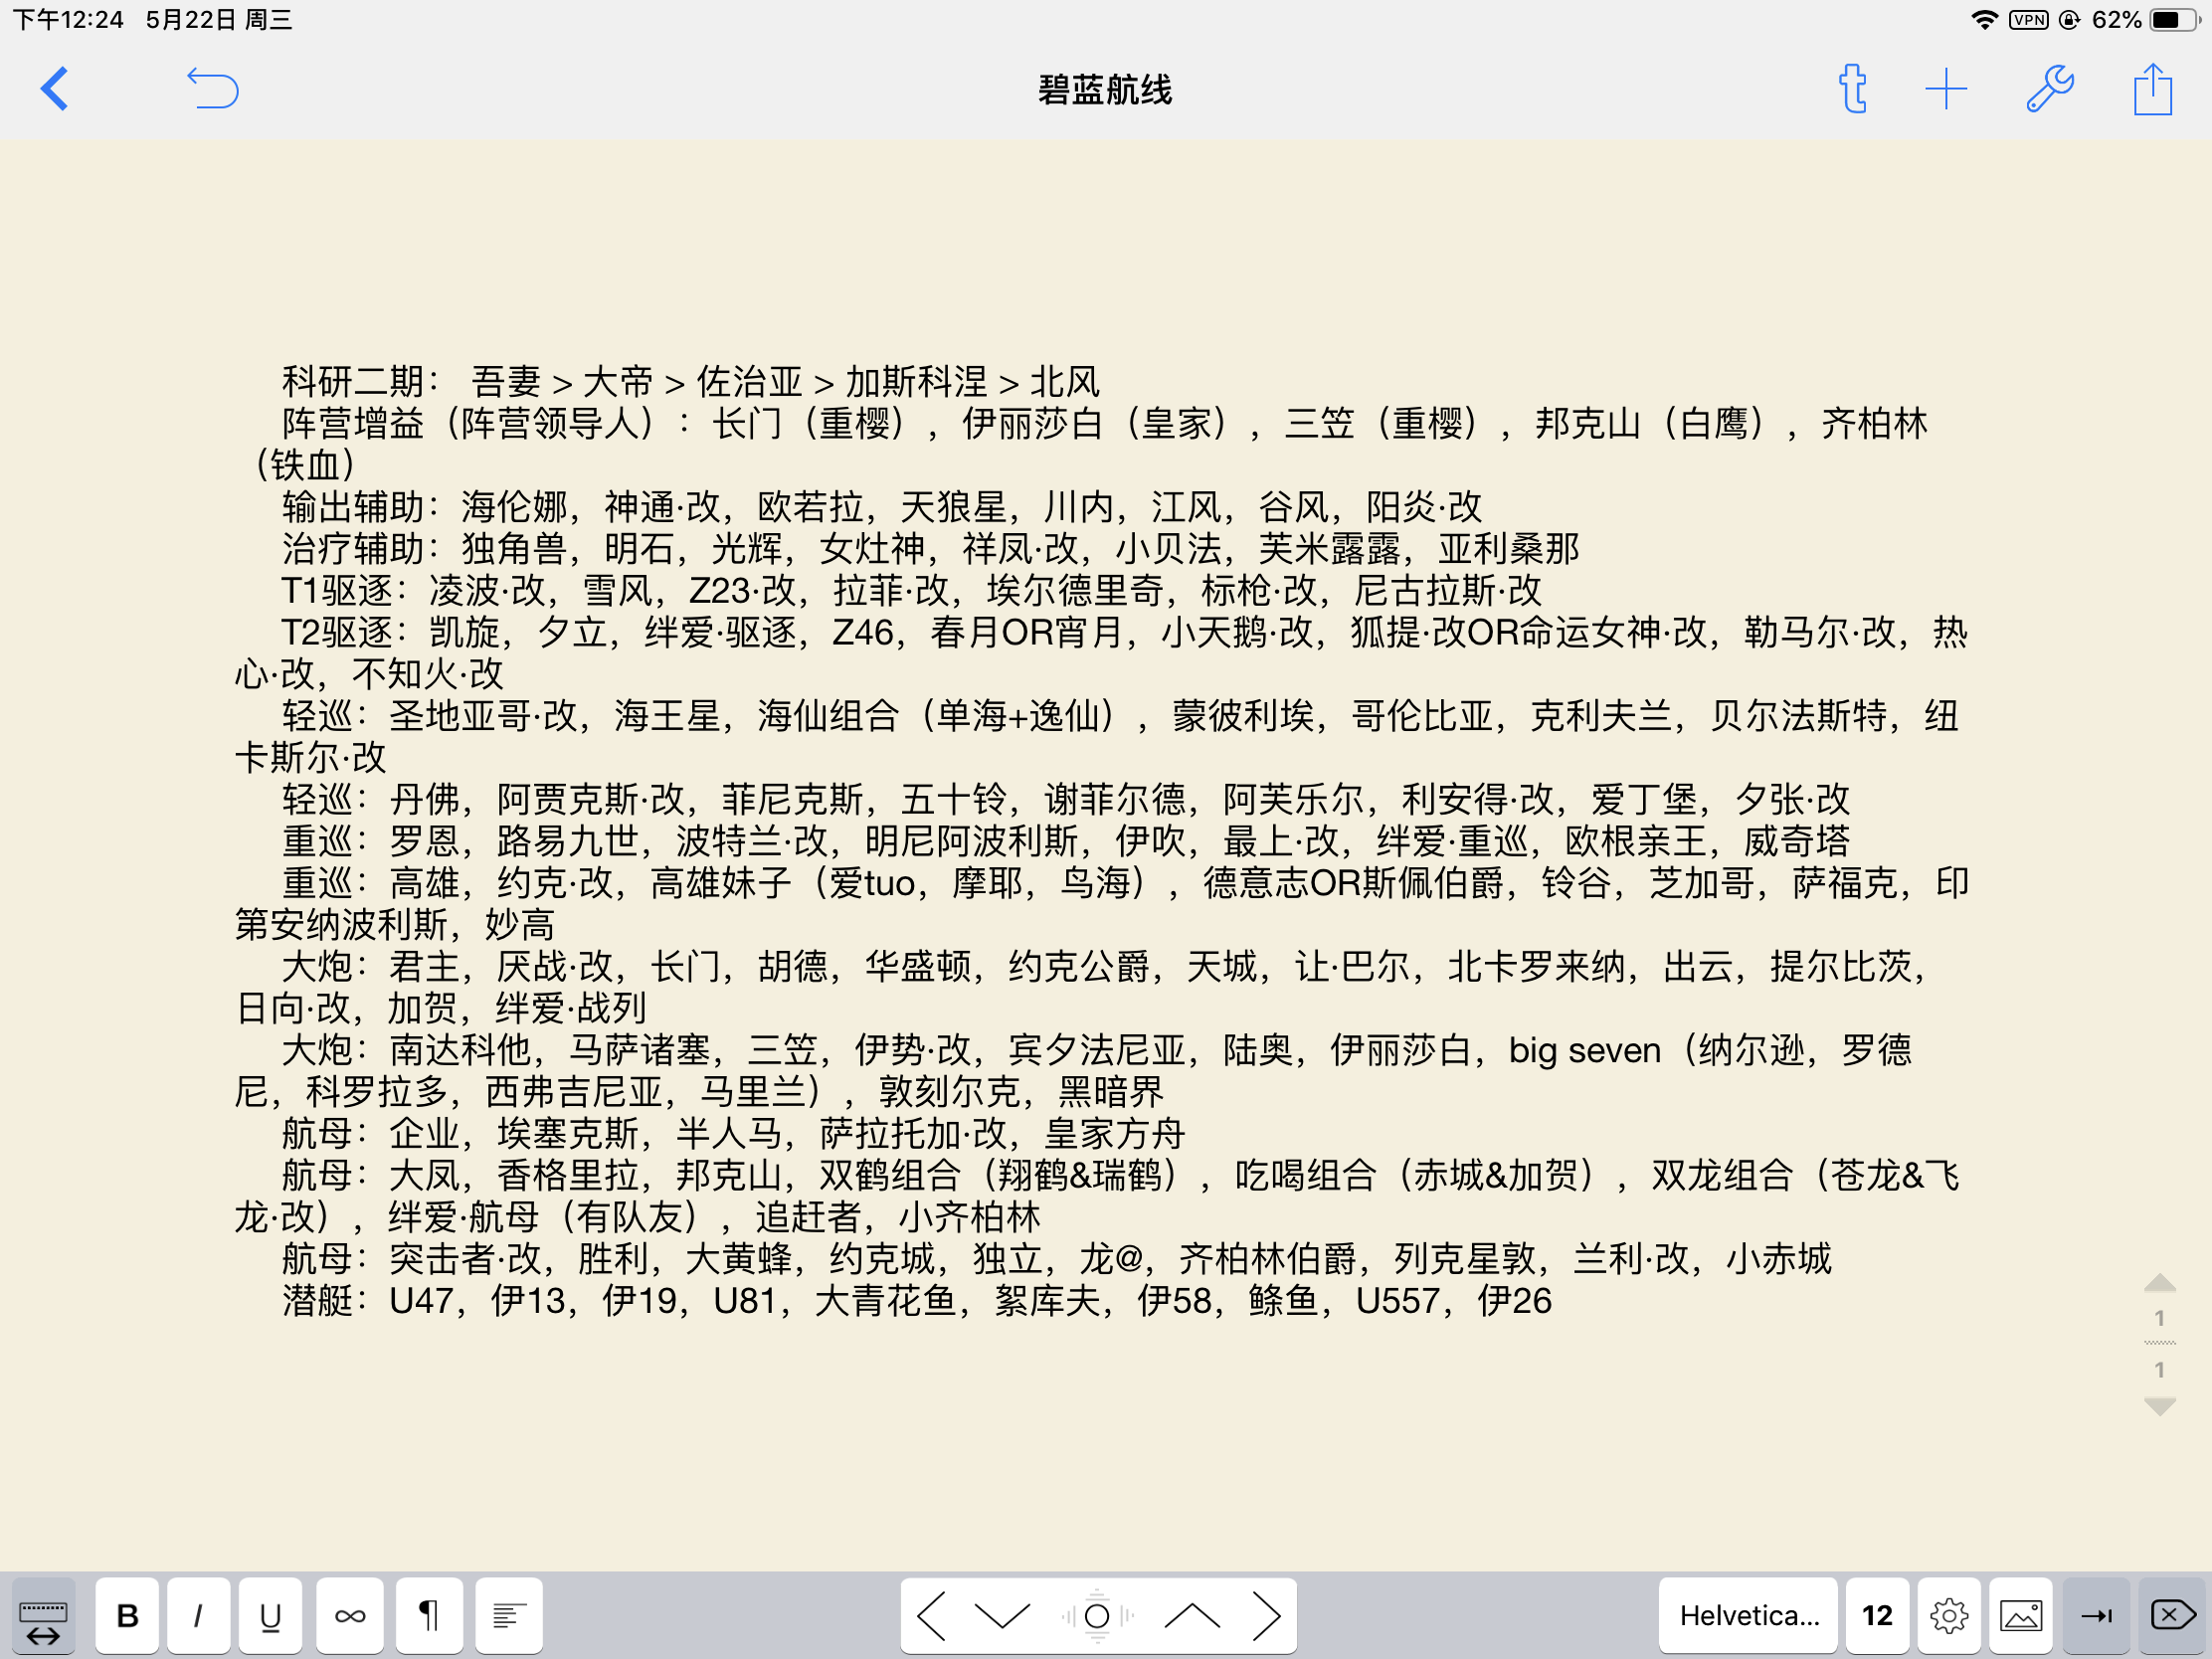 下午12:24 5月22日 周三
VPN 62%
碧蓝航线
科研二期： 吾妻 > 大帝 > 佐治亚 > 加斯科涅 > 北风
阵营增益（阵营领导人）：长门（重樱），伊丽莎白（皇家），三笠（重樱），邦克山（白鹰），齐柏林
（铁血）
输出辅助：海伦娜，神通·改，欧若拉，天狼星，川内，江风，谷风，阳炎·改
治疗辅助：独角兽，明石，光辉，女灶神，祥凤·改，小贝法，芙米露露，亚利桑那
T1驱逐：凌波·改，雪风，Z23·改，拉菲·改，埃尔德里奇，标枪·改，尼古拉斯·改
T2驱逐：凯旋，夕立，绊爱·驱逐，Z46，春月OR宵月，小天鹅·改，狐提·改OR命运女神·改，勒马尔·改，热
心·改，不知火·改
轻巡：圣地亚哥·改，海王星，海仙组合（单海+逸仙），蒙彼利埃，哥伦比亚，克利夫兰，贝尔法斯特，纽
卡斯尔·改
轻巡：丹佛，阿贾克斯·改，菲尼克斯，五十铃，谢菲尔德，阿芙乐尔，利安得·改，爱丁堡，夕张·改
重巡：罗恩，路易九世，波特兰·改，明尼阿波利斯，伊吹，最上·改，绊爱·重巡，欧根亲王，威奇塔
重巡：高雄，约克·改，高雄妹子（爱tuo，摩耶，鸟海），德意志OR斯佩伯爵，铃谷，芝加哥，萨福克，印
第安纳波利斯，妙高
大炮：君主，厌战·改，长门，胡德，华盛顿，约克公爵，天城，让·巴尔，北卡罗来纳，出云，提尔比茨，
日向·改，加贺，绊爱·战列
大炮：南达科他，马萨诸塞，三笠，伊势·改，宾夕法尼亚，陆奥，伊丽莎白，big seven（纳尔逊，罗德
尼，科罗拉多，西弗吉尼亚，马里兰），敦刻尔克，黑暗界
航母：企业，埃塞克斯，半人马，萨拉托加·改，皇家方舟
航母：大凤，香格里拉，邦克山，双鹤组合（翔鹤&瑞鹤），吃喝组合（赤城&加贺），双龙组合（苍龙&飞
龙·改），绊爱·航母（有队友），追赶者，小齐柏林
航母：突击者·改，胜利，大黄蜂，约克城，独立，龙@，齐柏林伯爵，列克星敦，兰利·改，小赤城
潜艇：U47，伊13，伊19，U81，大青花鱼，絮库夫，伊58，鲦鱼，U557，伊26
1
1
B I U ∞ ¶ Helvetica... 12